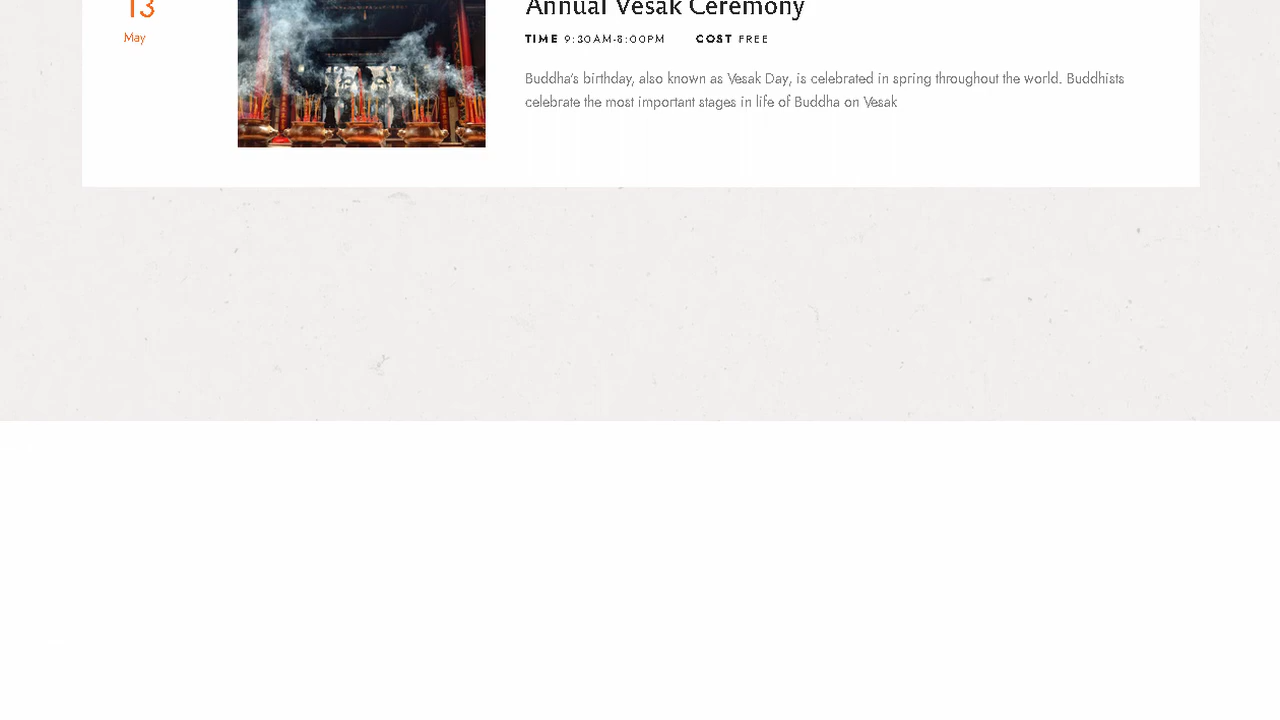 13
May
Annual Vesak Ceremony
TIME 9:30AM-8:00PM COST FREE
Buddha's birthday, also known as Vesak Day, is celebrated in spring throughout the world. Buddhists
celebrate the most important stages in life of Buddha on Vesak